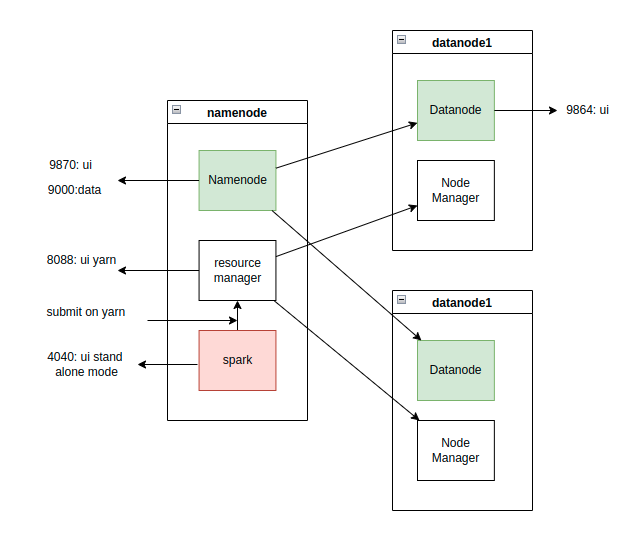 datanode1
Datanode
9864: ui
Node
Manager
namenode
Namenode
9870: ui
9000:data
resource
manager
8088: ui yarn
submit on yarn
spark
4040: ui stand
alone mode
datanode1
Datanode
Node
Manager